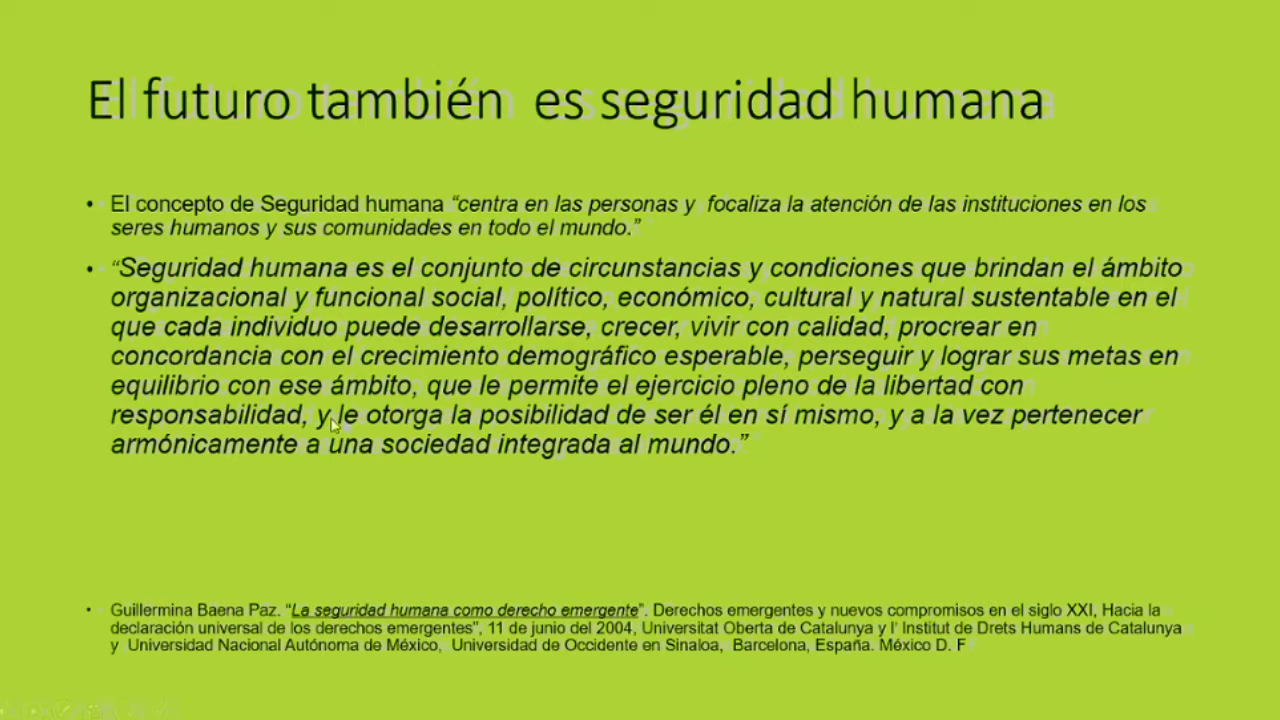 El futuro también es seguridad humana
• El concepto de Seguridad humana “centra en las personas y focaliza la atención de las instituciones en los
seres humanos y sus comunidades en todo el mundo.”
• “Seguridad humana es el conjunto de circunstancias y condiciones que brindan el ámbito
organizacional y funcional social, político, económico, cultural y natural sustentable en el
que cada individuo puede desarrollarse, crecer, vivir con calidad, procrear en
concordancia con el crecimiento demográfico esperable, perseguir y lograr sus metas en
equilibrio con ese ámbito, que le permite el ejercicio pleno de la libertad con
responsabilidad, y le otorga la posibilidad de ser él en sí mismo, y a la vez pertenecer
armónicamente a una sociedad integrada al mundo.”
• Guillermina Baena Paz. “La seguridad humana como derecho emergente”. Derechos emergentes y nuevos compromisos en el siglo XXI, Hacia la
declaración universal de los derechos emergentes”, 11 de junio del 2004, Universitat Oberta de Catalunya y l’ Institut de Drets Humans de Catalunya
y Universidad Nacional Autónoma de México, Universidad de Occidente en Sinaloa, Barcelona, España. México D. F